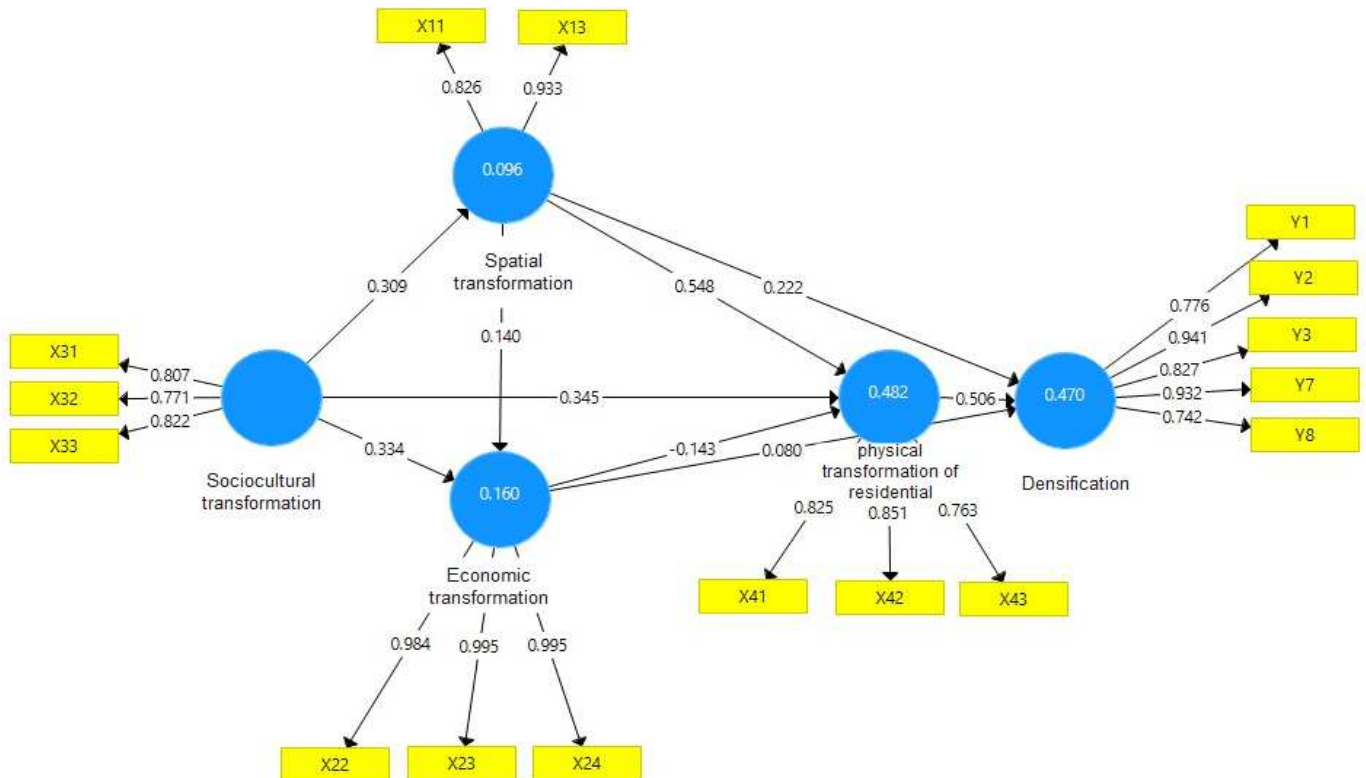 X11 X13
0.826 0.933
0.096
Spatial
transformation
0.309 0.548 0.222
0.140
X31
X32
X33
0.807
0.771
0.822
Sociocultural
transformation
0.345
0.334
-0.143
0.080
0.160
Economic
transformation
0.984 0.995 0.995
X22 X23 X24
0.482
0.506
physical
transformation of
residential
0.825 0.851 0.763
X41 X42 X43
0.470
Densification
0.776
0.941
0.827
0.932
0.742
Y1
Y2
Y3
Y7
Y8